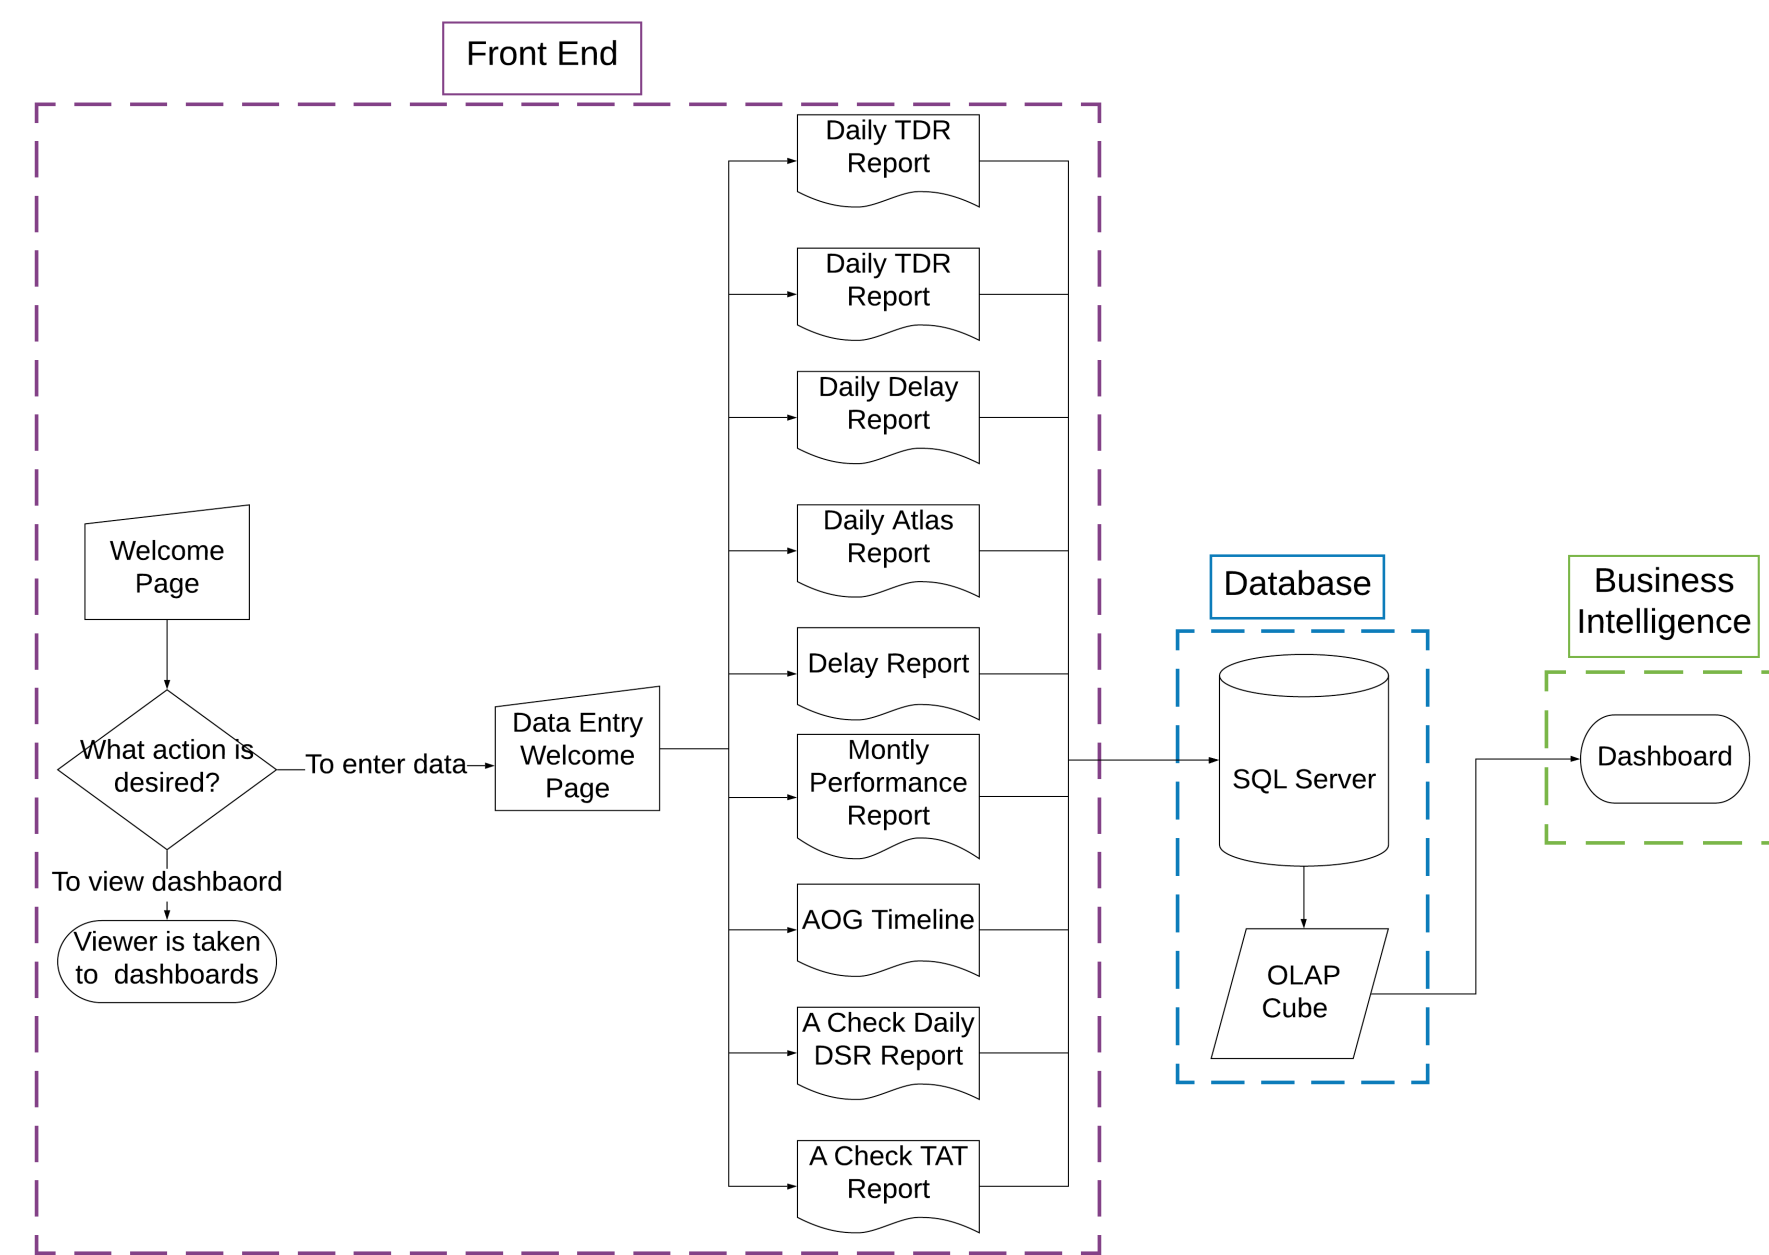 Front End
Daily TDR
Report
Daily TDR
Report
Daily Delay
Report
Daily Atlas
Report
Welcome
Page
Database
Business
Intelligence
Delay Report
What action is
desired?
To enter data
Data Entry
Welcome
Page
Montly
Performance
Report
SQL Server
Dashboard
To view dashbaord
Viewer is taken
to  dashboards
AOG Timeline
OLAP
Cube
A Check Daily
DSR Report
A Check TAT
Report